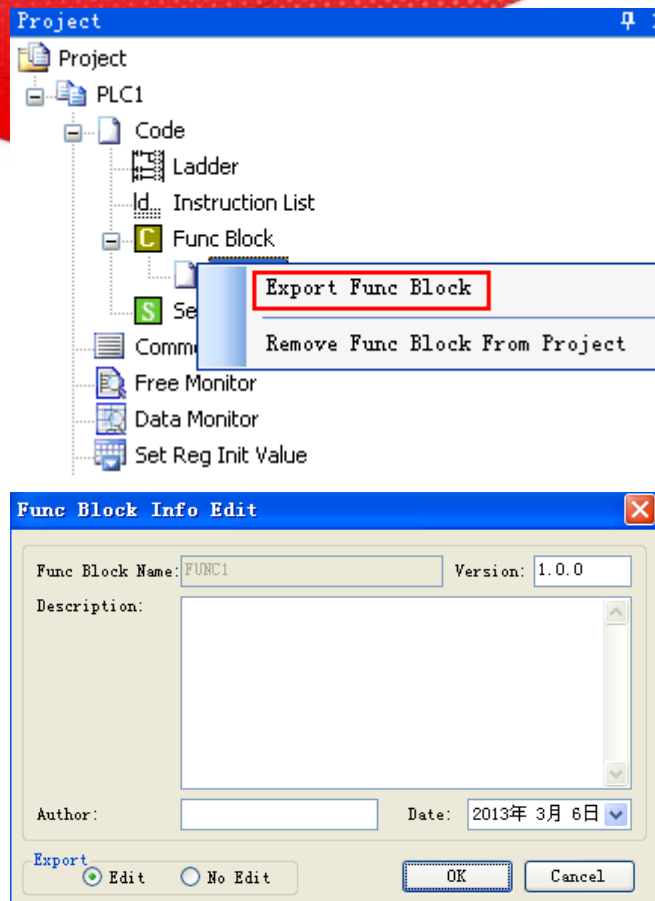 Project
Project
PLC1
Code
Ladder
Instruction List
Func Block
Export Func Block
Se
Remove Func Block From Project
Comm
Free Monitor
Data Monitor
Set Reg Init Value
Func Block Info Edit
Func Block Name: FUNC1 Version: 1.0.0
Description:
Author: Date: 2013年 3月 6日
Export
Edit No Edit OK Cancel